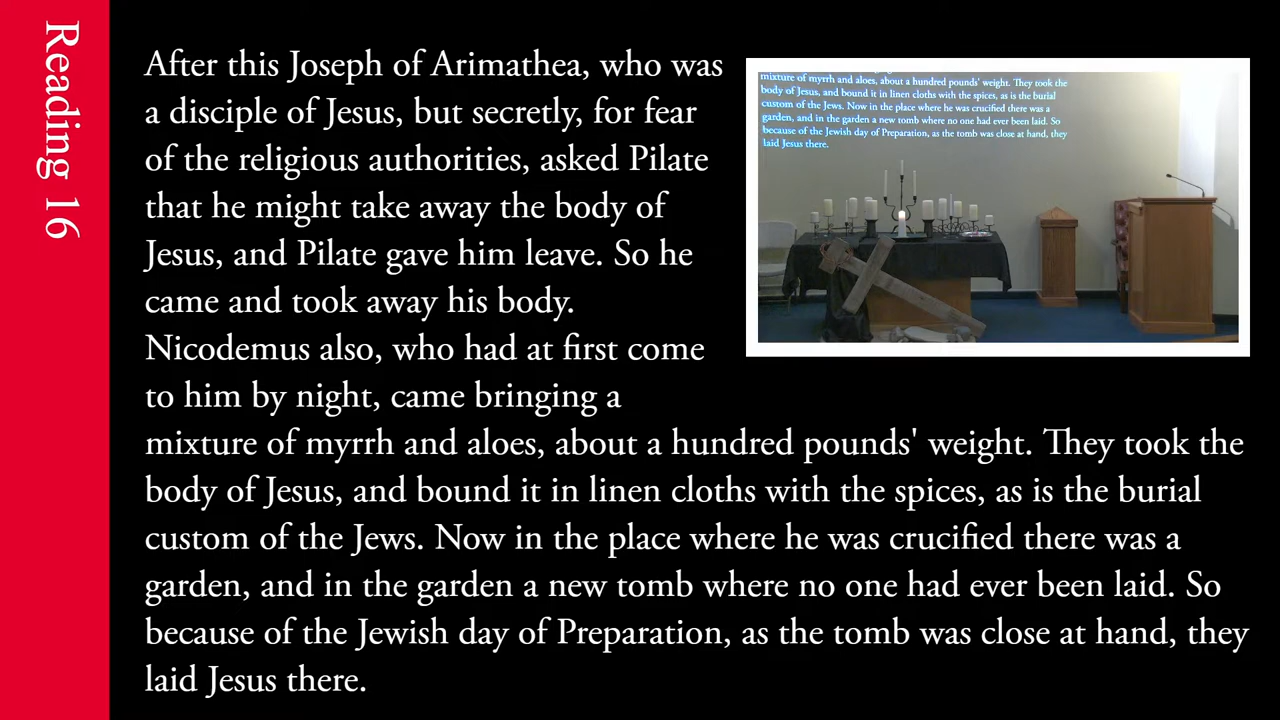 Reading 16
After this Joseph of Arimathea, who was
a disciple of Jesus, but secretly, for fear
of the religious authorities, asked Pilate
that he might take away the body of
Jesus, and Pilate gave him leave. So he
came and took away his body.
Nicodemus also, who had at first come
to him by night, came bringing a
mixture of myrrh and aloes, about a hundred pounds' weight. They took the
body of Jesus, and bound it in linen cloths with the spices, as is the burial
custom of the Jews. Now in the place where he was crucified there was a
garden, and in the garden a new tomb where no one had ever been laid. So
because of the Jewish day of Preparation, as the tomb was close at hand, they
laid Jesus there.
mixture of myrrh and aloes, about a hundred pounds' weight. They took the
body of Jesus, and bound it in linen cloths with the spices, as is the burial
custom of the Jews. Now in the place where he was crucified there was a
garden, and in the garden a new tomb where no one had ever been laid. So
because of the Jewish day of Preparation, as the tomb was close at hand, they
laid Jesus there.